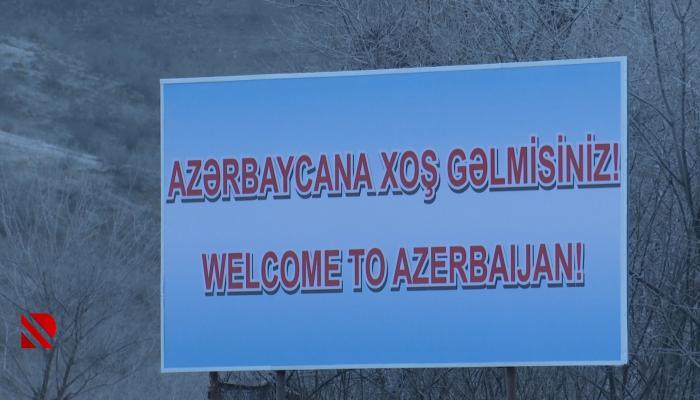 AZƏRBAYCANA XOŞ GƏLMİSİNİZ!
WELCOME TO AZERBAIJAN!